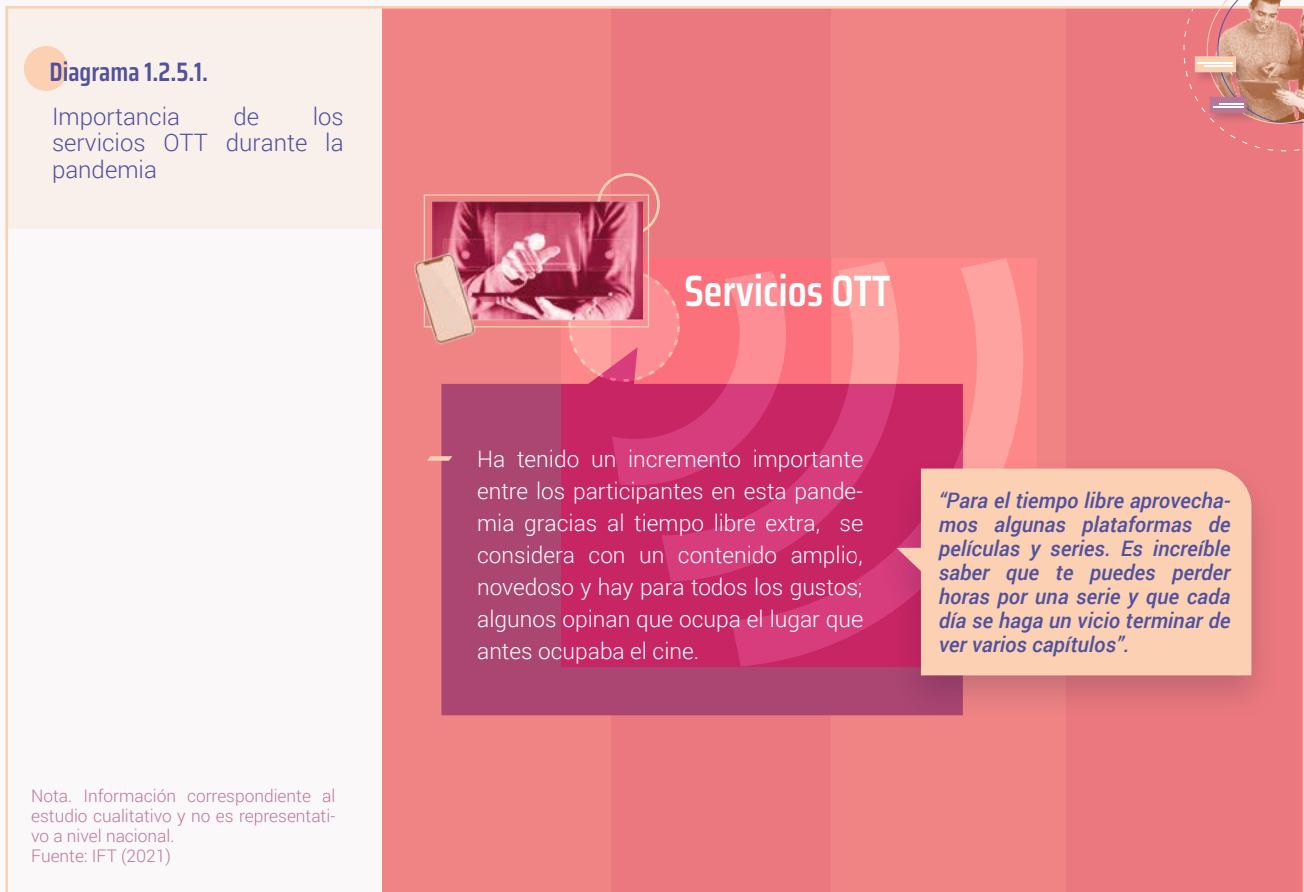 Diagrama 1.2.5.1.
Importancia de los
servicios OTT durante la
pandemia
Servicios OTT
Ha tenido un incremento importante
entre los participantes en esta pande-
mia gracias al tiempo libre extra, se
considera con un contenido amplio,
novedoso y hay para todos los gustos;
algunos opinan que ocupa el lugar que
antes ocupaba el cine.
“Para el tiempo libre aprovecha-
mos algunas plataformas de
películas y series. Es increíble
saber que te puedes perder
horas por una serie y que cada
día se haga un vicio terminar de
ver varios capítulos”.
Nota. Información correspondiente al
estudio cualitativo y no es representati-
vo a nivel nacional.
Fuente: IFT (2021)